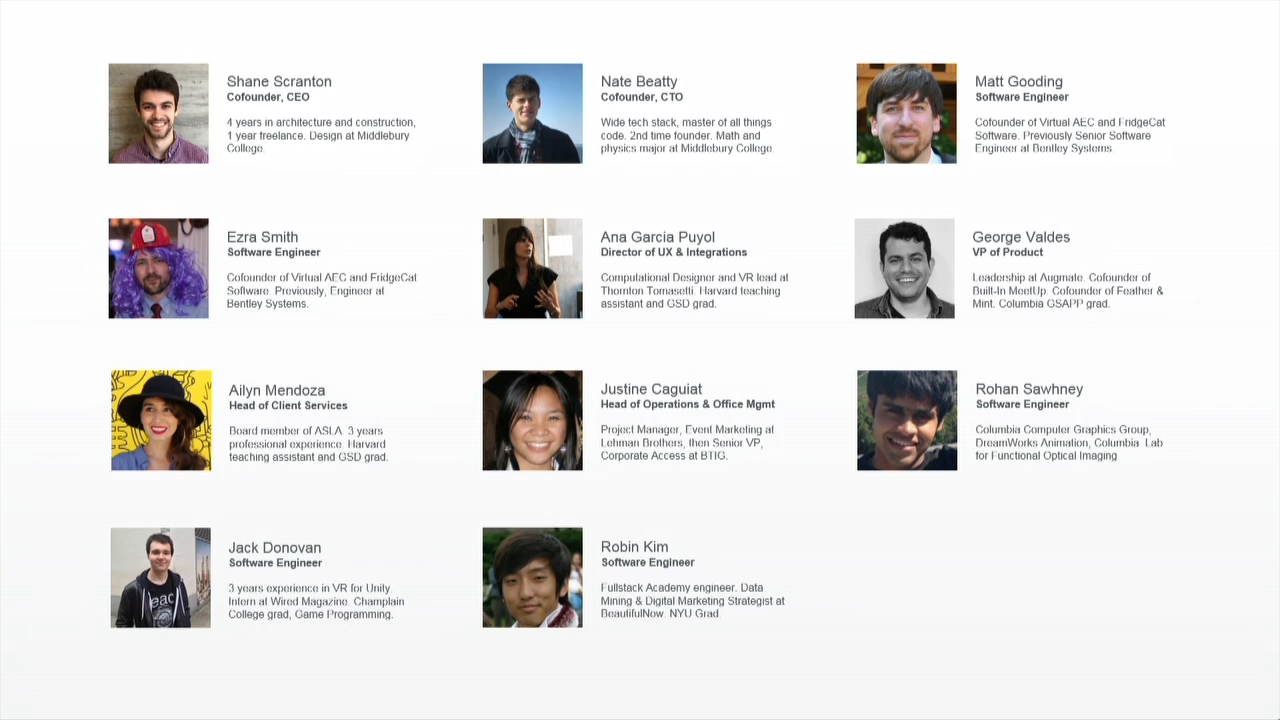 Shane Scranton
Cofounder, CEO
4 years in architecture and construction,
1 year freelance. Design at Middlebury
College.
Nate Beatty
Cofounder, CTO
Wide tech stack, master of all things
code. 2nd time founder. Math and
physics major at Middlebury College.
Matt Gooding
Software Engineer
Cofounder of Virtual AEC and FridgeCat
Software. Previously Senior Software
Engineer at Bentley Systems.
Ezra Smith
Software Engineer
Cofounder of Virtual AEC and FridgeCat
Software. Previously, Engineer at
Bentley Systems.
Ana Garcia Puyol
Director of UX & Integrations
Computational Designer and VR lead at
Thornton Tomasetti. Harvard teaching
assistant and GSD grad.
George Valdes
VP of Product
Leadership at Augmate. Cofounder of
Built-In MeetUp. Cofounder of Feather &
Mint. Columbia GSAPP grad.
Ailyn Mendoza
Head of Client Services
Board member of ASLA. 3 years
professional experience. Harvard
teaching assistant and GSD grad.
Justine Caguiat
Head of Operations & Office Mgmt
Project Manager, Event Marketing at
Lehman Brothers, then Senior VP,
Corporate Access at BTIG.
Rohan Sawhney
Software Engineer
Columbia Computer Graphics Group,
DreamWorks Animation, Columbia Lab
for Functional Optical Imaging
Jack Donovan
Software Engineer
3 years experience in VR for Unity
Intern at Wired Magazine. Champlain
College grad, Game Programming.
Robin Kim
Software Engineer
Fullstack Academy engineer. Data
Mining & Digital Marketing Strategist at
BeautifulNow. NYU Grad.